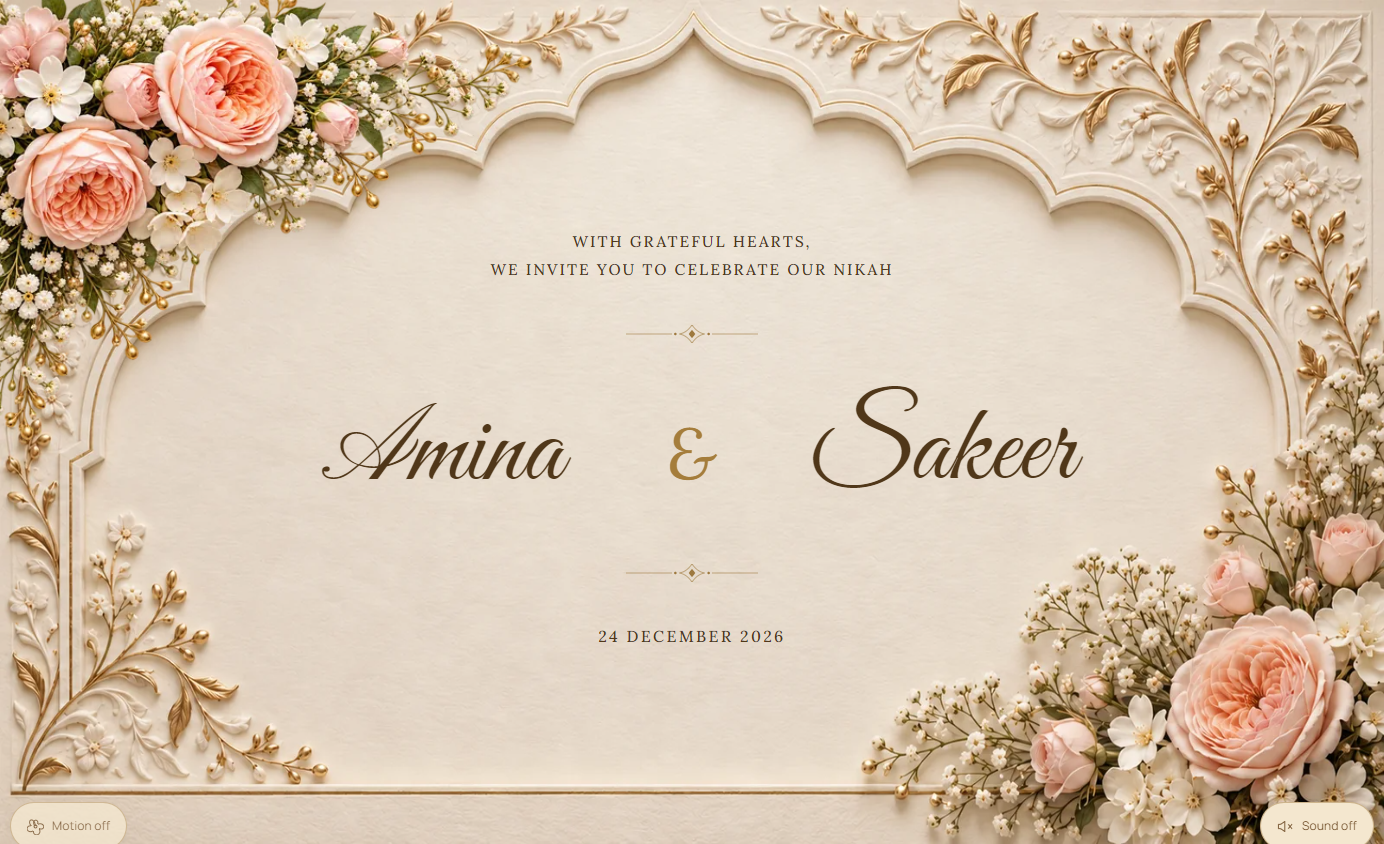 WITH GRATEFUL HEARTS,
WE INVITE YOU TO CELEBRATE OUR NIKAH
Amina & Sakeer
24 DECEMBER 2026
Motion off
Sound off